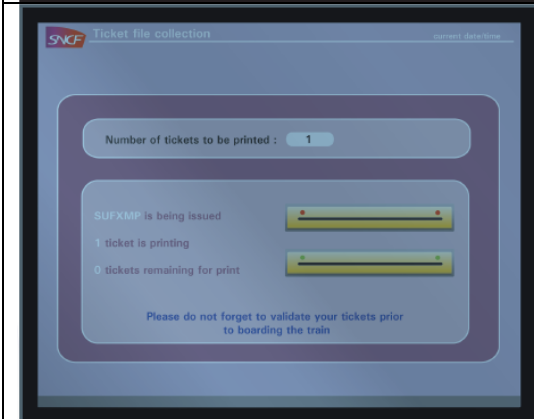 SNCF
Ticket file collection
current date/time
Number of tickets to be printed : 1
SUFXMP is being issued
1 ticket is printing
0 tickets remaining for print
Please do not forget to validate your tickets prior
to boarding the train